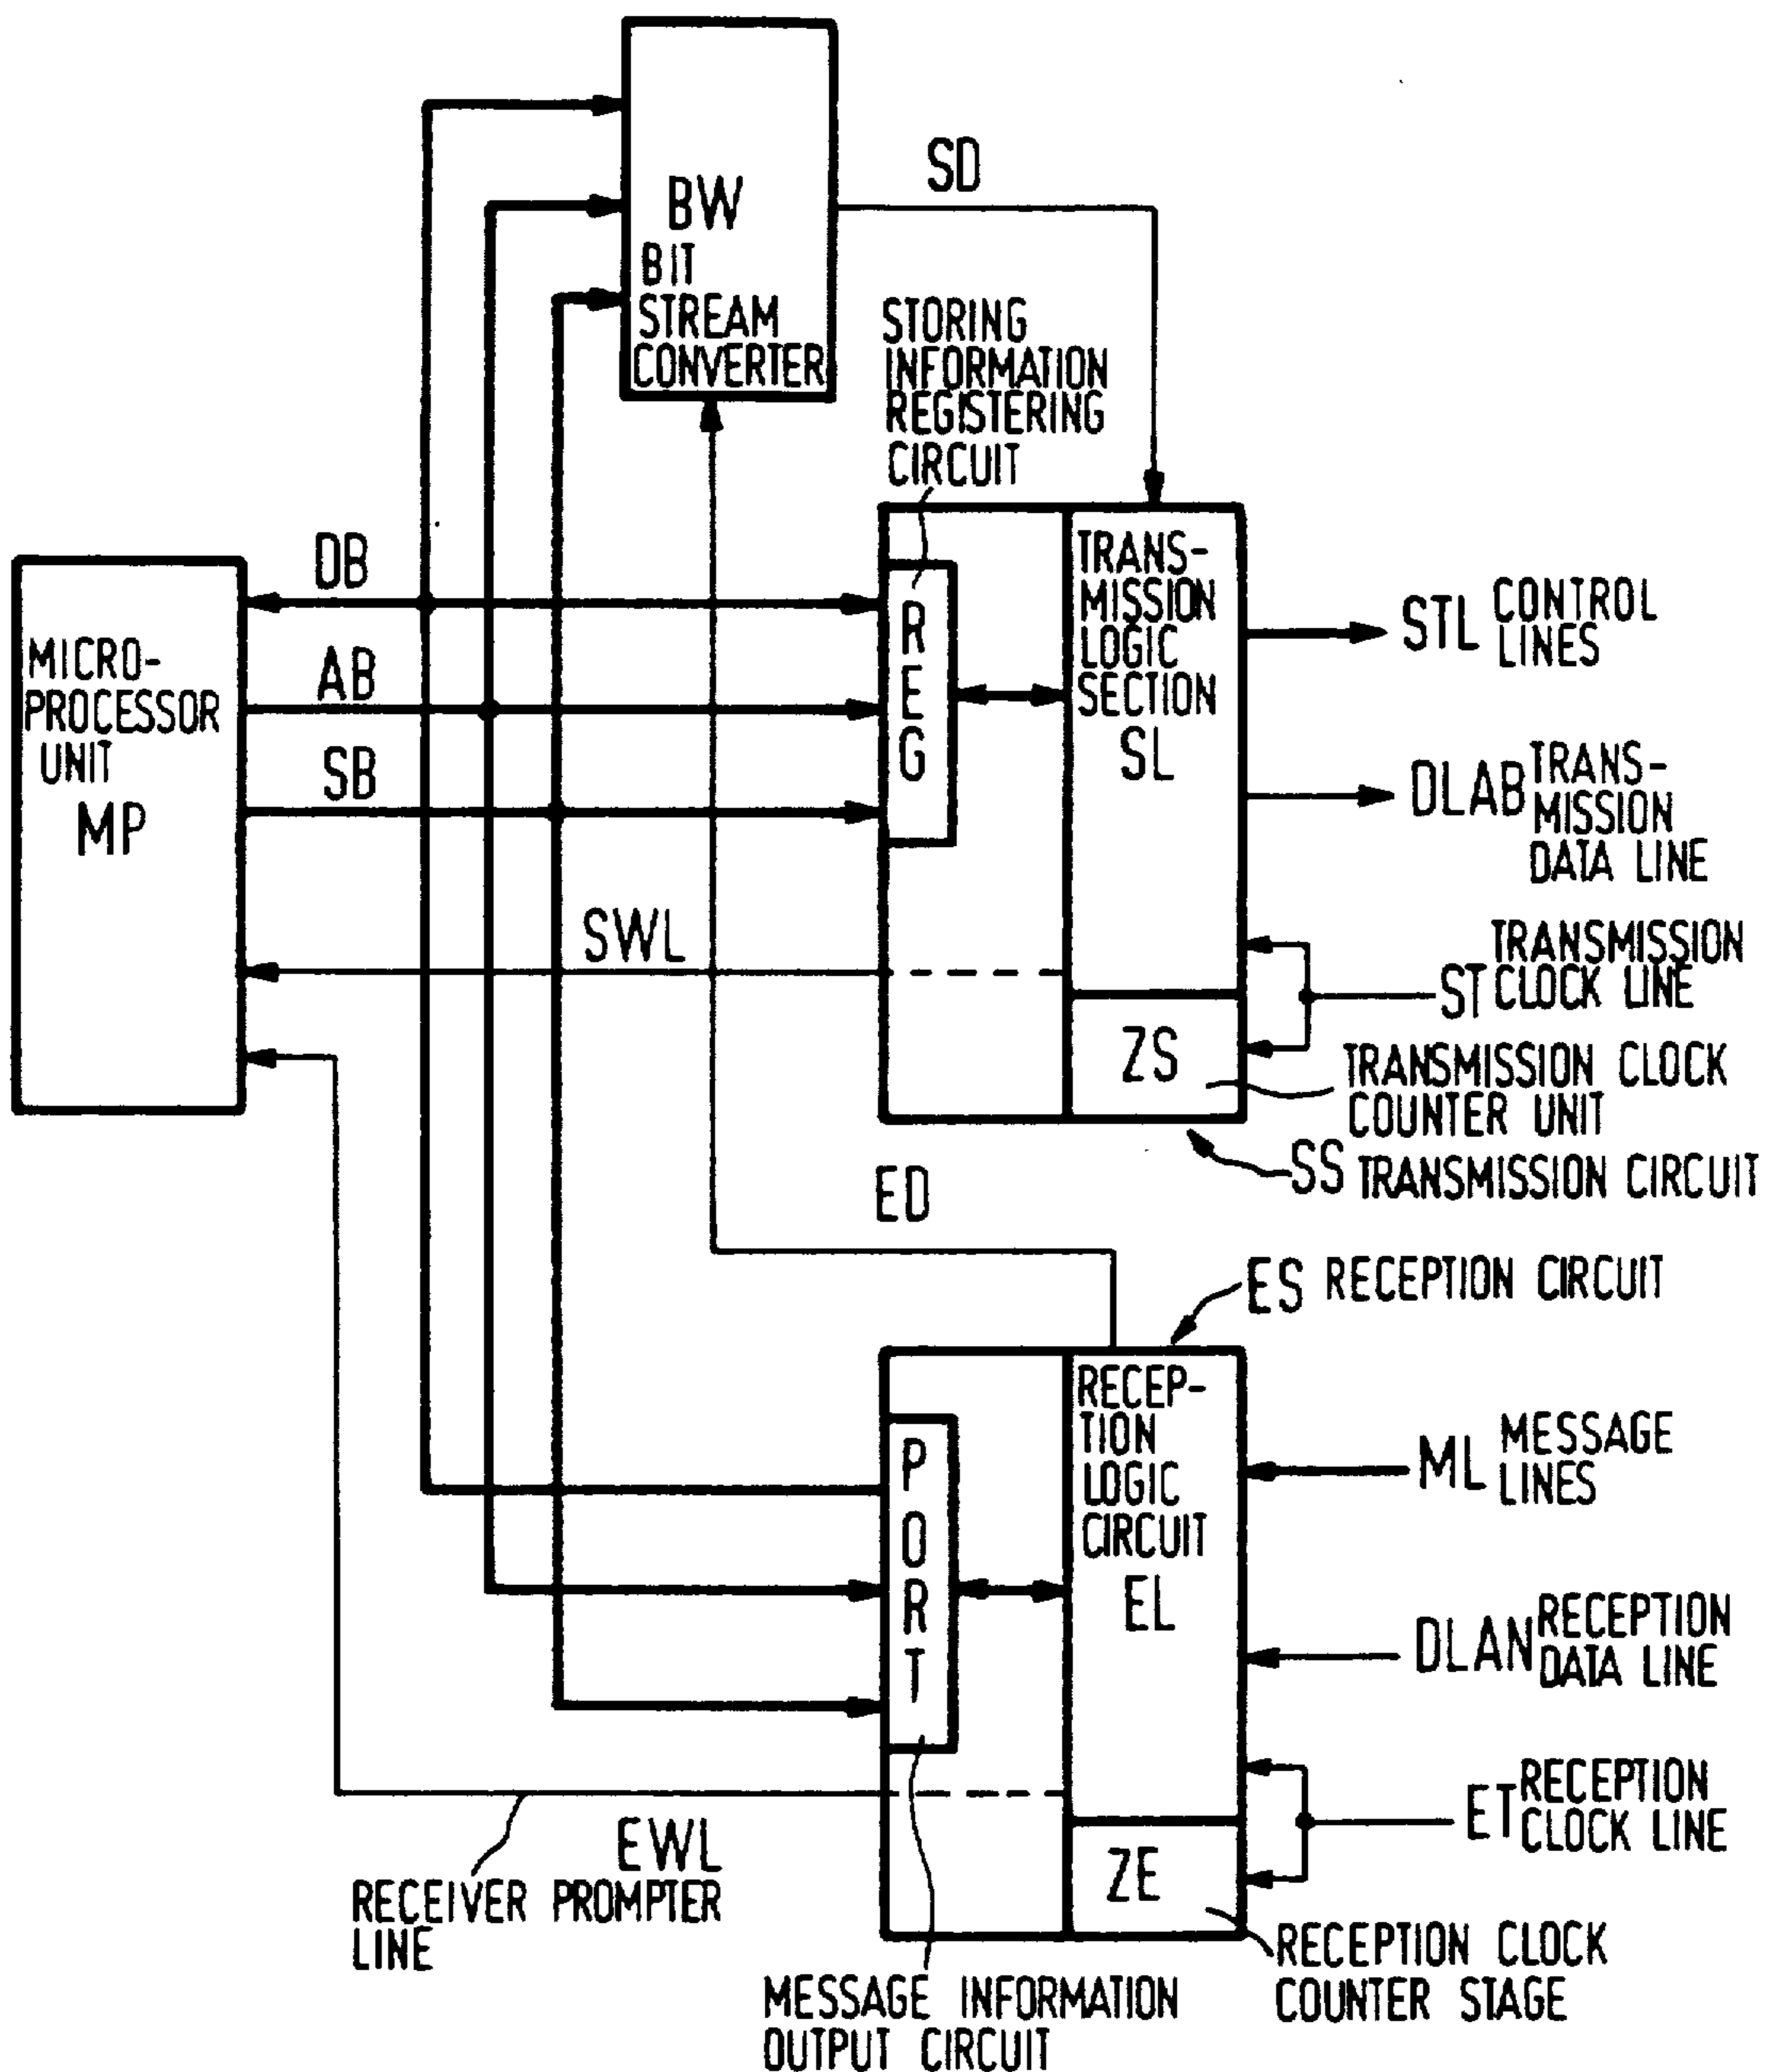 BW
BIT
STREAM
CONVERTER
SD
STORING
INFORMATION
REGISTERING
CIRCUIT
MICRO-
PROCESSOR
UNIT
MP
DB
AB
SB
SWL
REG
TRANS-
MISSION
LOGIC
SECTION
SL
ZS
STL CONTROL
LINES
DLAB TRANS-
MISSION
DATA LINE
ST TRANSMISSION
CLOCK LINE
TRANSMISSION CLOCK
COUNTER UNIT
SS TRANSMISSION CIRCUIT
ED
ES RECEPTION CIRCUIT
PORT
RECEP-
TION
LOGIC
CIRCUIT
EL
ZE
ML MESSAGE
LINES
DLAN RECEPTION
DATA LINE
ET RECEPTION
CLOCK LINE
EWL
RECEIVER PROMPTER
LINE
RECEPTION CLOCK
COUNTER STAGE
MESSAGE INFORMATION
OUTPUT CIRCUIT